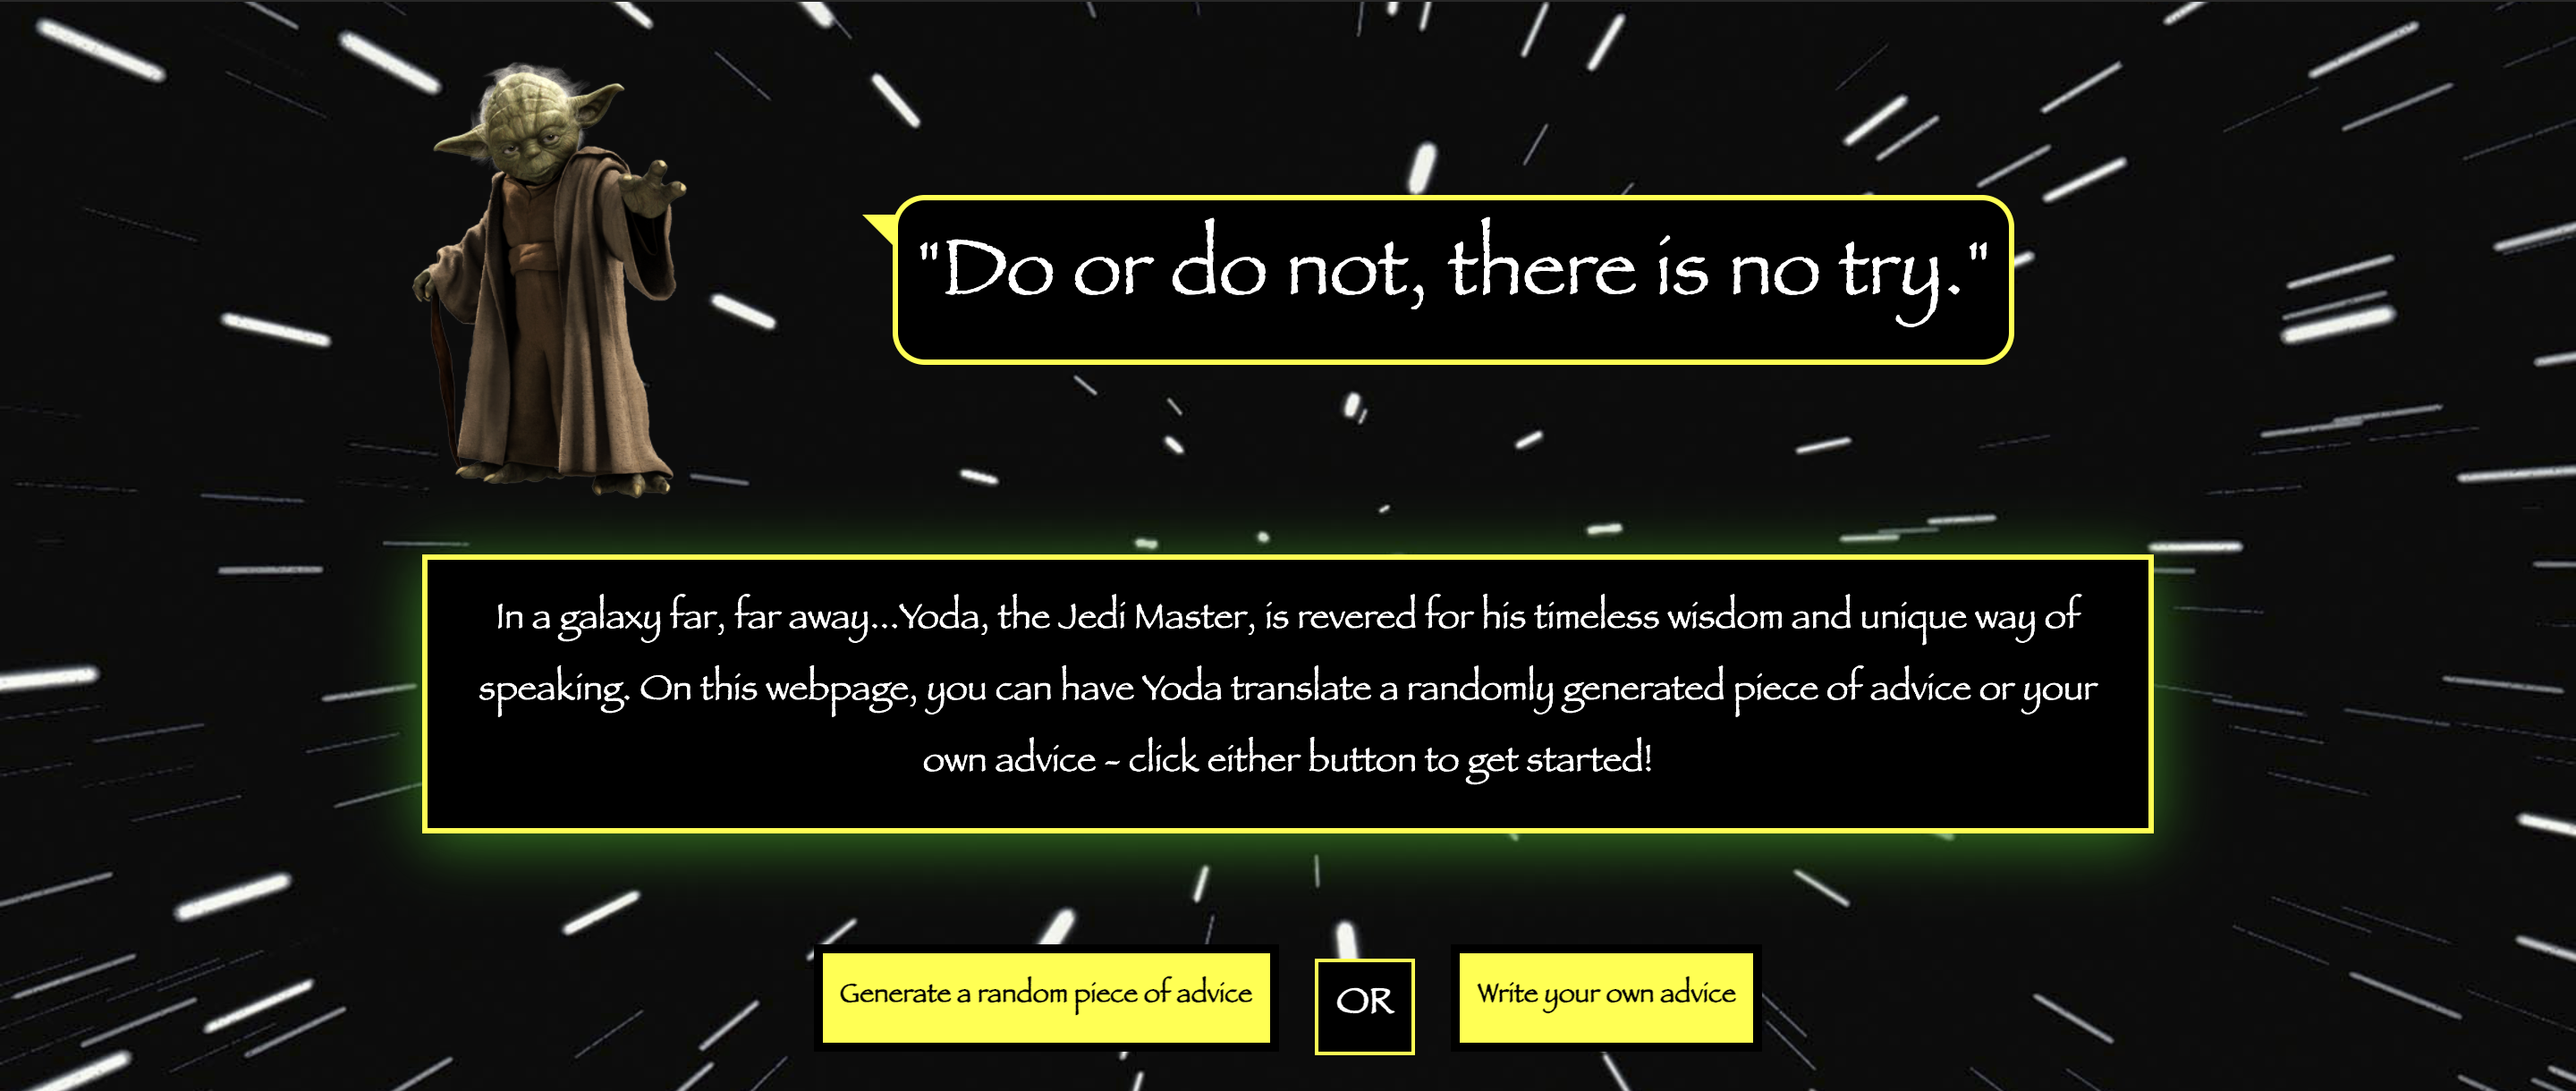 "Do or do not, there is no try."
In a galaxy far, far away...Yoda, the Jedi Master, is revered for his timeless wisdom and unique way of
speaking. On this webpage, you can have Yoda translate a randomly generated piece of advice or your
own advice - click either button to get started!
Generate a random piece of advice
OR
Write your own advice